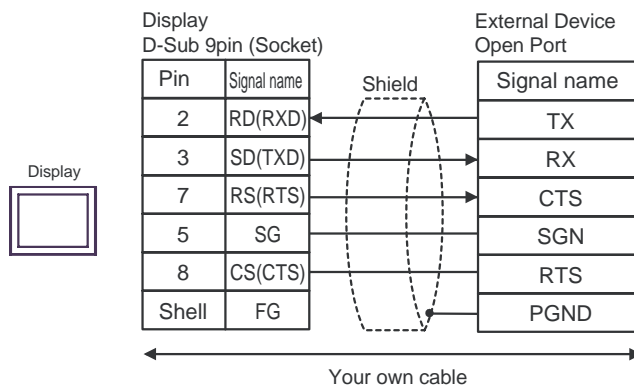 Display
D-Sub 9pin (Socket)
External Device
Open Port
Pin Signal name Shield Signal name
2 RD(RXD) TX
3 SD(TXD) RX
Display
7 RS(RTS) CTS
5 SG SGN
8 CS(CTS) RTS
Shell FG PGND
Your own cable